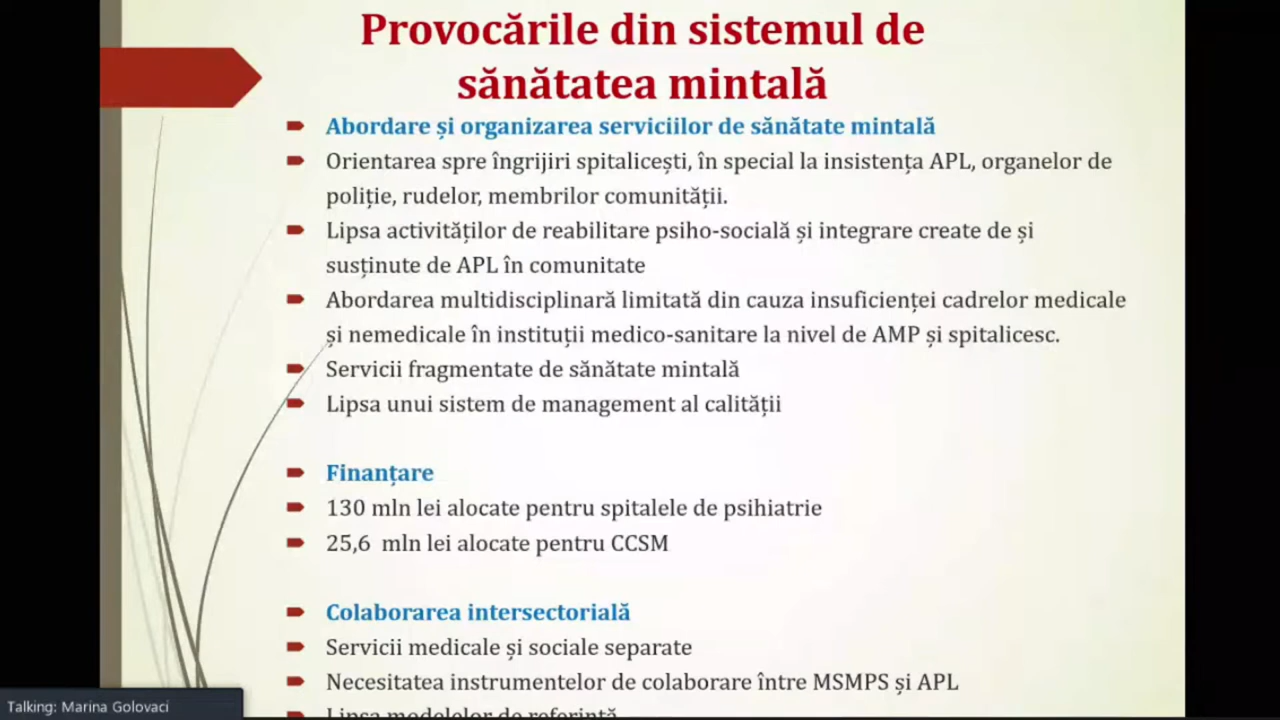 Provocările din sistemul de
sănătatea mintală
Abordare și organizarea serviciilor de sănătate mintală
Orientarea spre îngrijiri spitalicești, în special la insistența APL, organelor de
poliție, rudelor, membrilor comunității.
Lipsa activităților de reabilitare psiho-socială și integrare create de și
susținute de APL în comunitate
Abordarea multidisciplinară limitată din cauza insuficienței cadrelor medicale
și nemedicale în instituții medico-sanitare la nivel de AMP și spitalicesc.
Servicii fragmentate de sănătate mintală
Lipsa unui sistem de management al calității
Finanțare
130 mln lei alocate pentru spitalele de psihiatrie
25,6 mln lei alocate pentru CCSM
Colaborarea intersectorială
Servicii medicale și sociale separate
Necesitatea instrumentelor de colaborare între MSMPS și APL
Lipsa modelelor de referință
Talking: Marina Golovaci